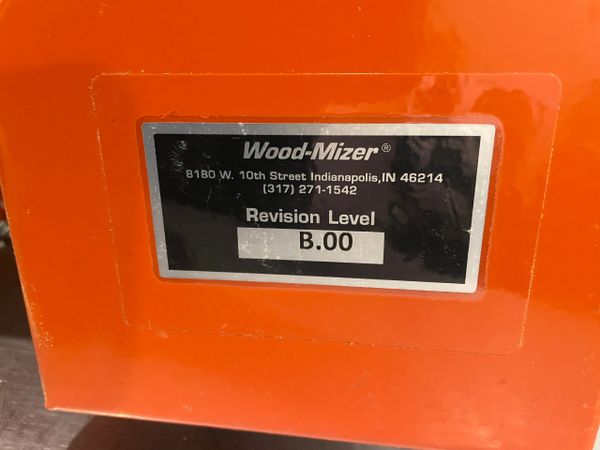 Wood-Mizer®
8180 W. 10th Street Indianapolis,IN 46214
(317) 271-1542
Revision Level
B.00